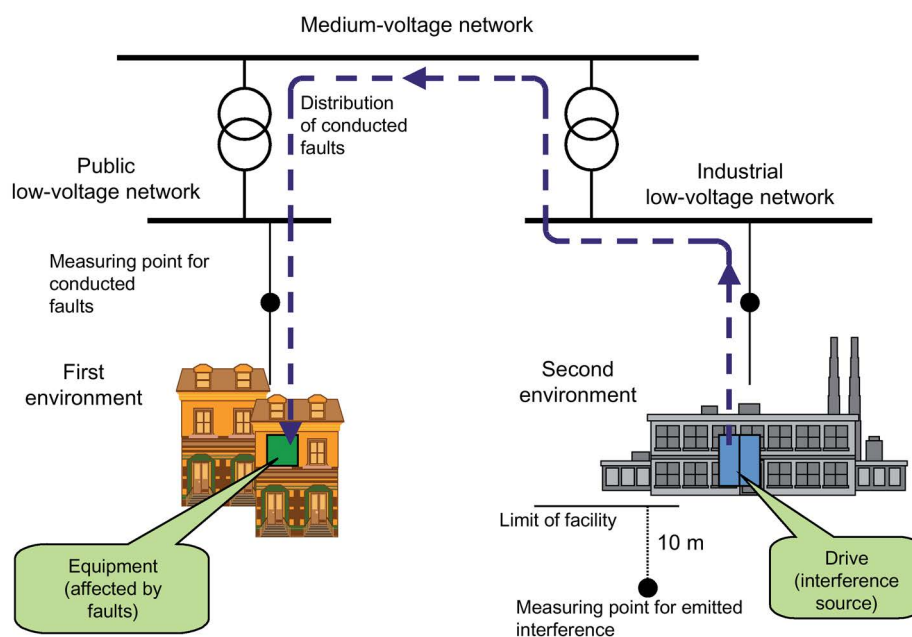 Medium-voltage network
Distribution
of conducted
faults
Public
low-voltage network
Industrial
low-voltage network
Measuring point for
conducted
faults
First
environment
Second
environment
Limit of facility
10 m
Equipment
(affected by
faults)
Drive
(interference
source)
Measuring point for emitted
interference